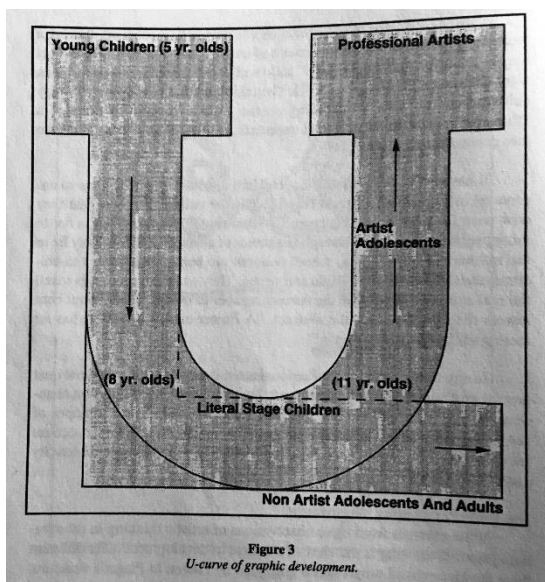 Young Children (5 yr. olds)
Professional Artists
Artist
Adolescents
(8 yr. olds)
(11 yr. olds)
Literal Stage Children
Non Artist Adolescents And Adults
Figure 3
U-curve of graphic development.